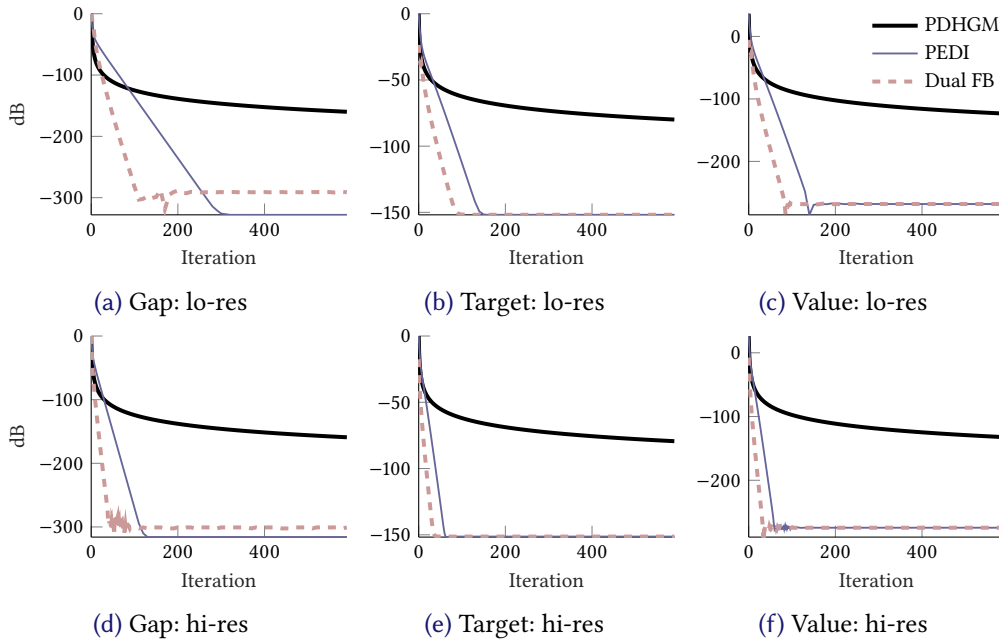 0
−100
−200
−300
dB
0 200 400
Iteration
(a) Gap: lo-res
0
−50
−100
−150
0 200 400
Iteration
(b) Target: lo-res
0
−100
−200
0 200 400
Iteration
(c) Value: lo-res
PDHGM
PEDI
Dual FB
0
−100
−200
−300
dB
0 200 400
Iteration
(d) Gap: hi-res
0
−50
−100
−150
0 200 400
Iteration
(e) Target: hi-res
0
−100
−200
0 200 400
Iteration
(f) Value: hi-res